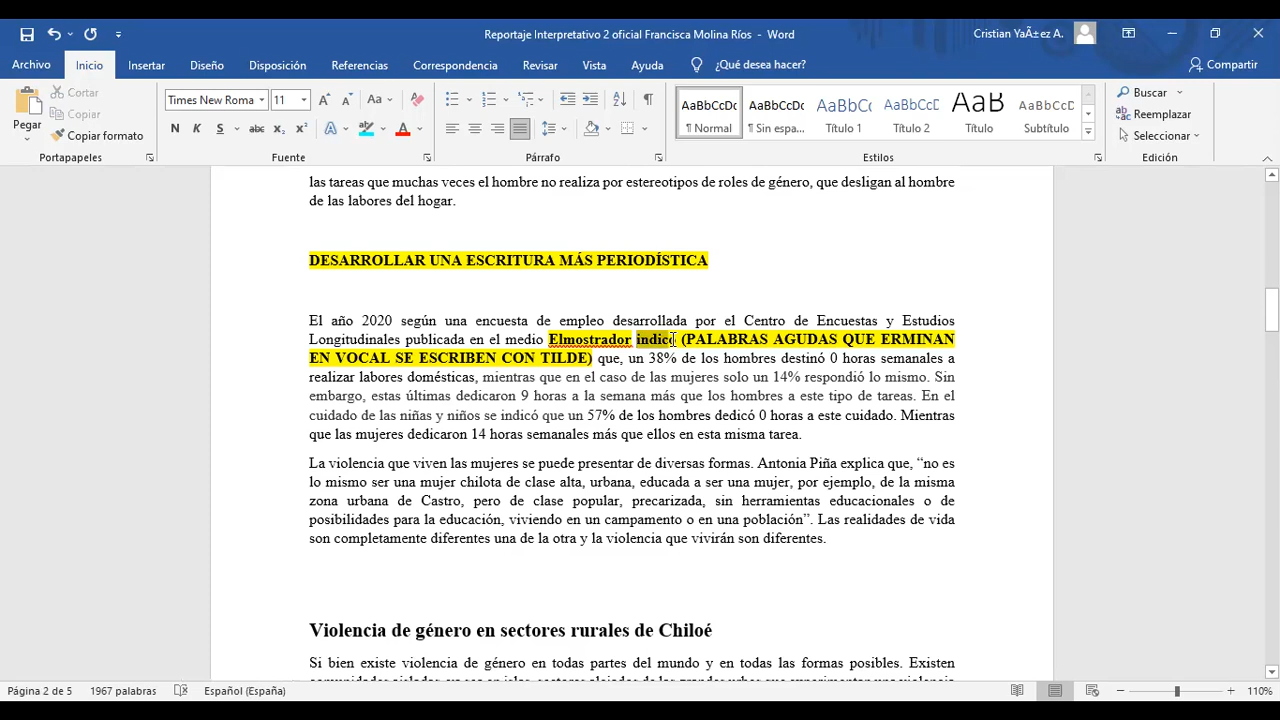 Reportaje Interpretativo 2 oficial Francisca Molina Ríos - Word
Cristian YaÃ±ez A.
Archivo Inicio Insertar Diseño Disposición Referencias Correspondencia Revisar Vista Ayuda ¿Qué desea hacer? Compartir
Pegar
Cortar
Copiar
Copiar formato
Portapapeles
Times New Roma 11 Aa
N K S abc x₂ x² A A
Fuente
Párrafo
AaBbCcDc AaBbCcDc AaBbCcD AaBbCcD AaB AaBbCcD
¶ Normal ¶ Sin espa... Título 1 Título 2 Título Subtítulo
Estilos
Buscar
Reemplazar
Seleccionar
Edición
las tareas que muchas veces el hombre no realiza por estereotipos de roles de género, que desligan al hombre
de las labores del hogar.
DESARROLLAR UNA ESCRITURA MÁS PERIODÍSTICA
El año 2020 según una encuesta de empleo desarrollada por el Centro de Encuestas y Estudios
Longitudinales publicada en el medio Elmostrador indico (PALABRAS AGUDAS QUE ERMINAN
EN VOCAL SE ESCRIBEN CON TILDE) que, un 38% de los hombres destinó 0 horas semanales a
realizar labores domésticas, mientras que en el caso de las mujeres solo un 14% respondió lo mismo. Sin
embargo, estas últimas dedicaron 9 horas a la semana más que los hombres a este tipo de tareas. En el
cuidado de las niñas y niños se indicó que un 57% de los hombres dedicó 0 horas a este cuidado. Mientras
que las mujeres dedicaron 14 horas semanales más que ellos en esta misma tarea.
La violencia que viven las mujeres se puede presentar de diversas formas. Antonia Piña explica que, “no es
lo mismo ser una mujer chilota de clase alta, urbana, educada a ser una mujer, por ejemplo, de la misma
zona urbana de Castro, pero de clase popular, precarizada, sin herramientas educacionales o de
posibilidades para la educación, viviendo en un campamento o en una población”. Las realidades de vida
son completamente diferentes una de la otra y la violencia que vivirán son diferentes.
Violencia de género en sectores rurales de Chiloé
Si bien existe violencia de género en todas partes del mundo y en todas las formas posibles. Existen
Página 2 de 5 1967 palabras Español (España) 110%